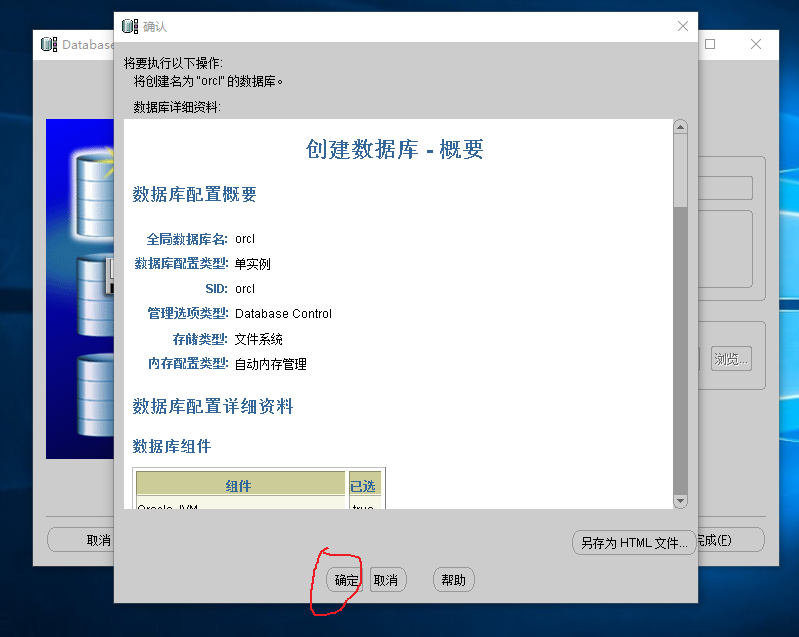 确认
Database
将要执行以下操作:
将创建名为 "orcl" 的数据库。
数据库详细资料:
创建数据库 - 概要
数据库配置概要
全局数据库名: orcl
数据库配置类型: 单实例
SID: orcl
管理选项类型: Database Control
存储类型: 文件系统
内存配置类型: 自动内存管理
浏览...
数据库配置详细资料
数据库组件
组件 已选
Oracle JVM true
取消
另存为 HTML 文件...
完成(F)
确定 取消 帮助